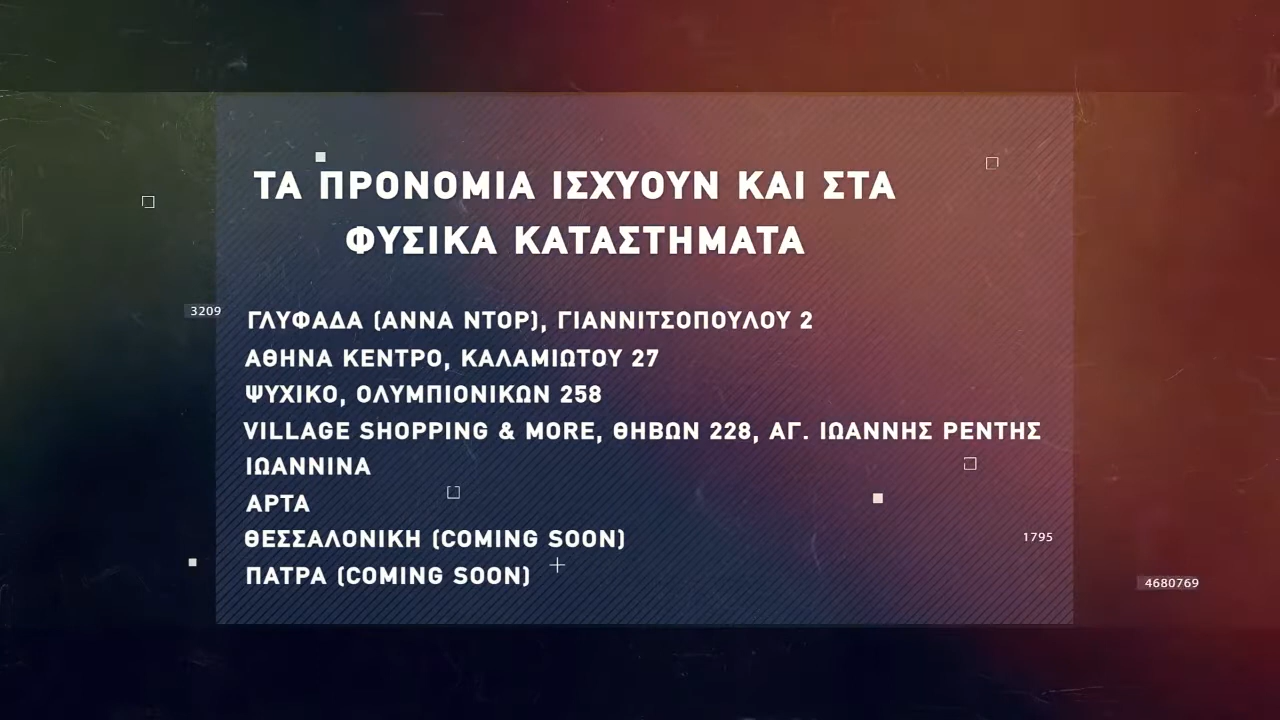 ΤΑ ΠΡΟΝΟΜΙΑ ΙΣΧΥΟΥΝ ΚΑΙ ΣΤΑ
ΦΥΣΙΚΑ ΚΑΤΑΣΤΗΜΑΤΑ
3209
ΓΛΥΦΑΔΑ (ΑΝΝΑ ΝΤΟΡ), ΓΙΑΝΝΙΤΣΟΠΟΥΛΟΥ 2
ΑΘΗΝΑ ΚΕΝΤΡΟ, ΚΑΛΑΜΙΩΤΟΥ 27
ΨΥΧΙΚΟ, ΟΛΥΜΠΙΟΝΙΚΩΝ 258
VILLAGE SHOPPING & MORE, ΘΗΒΩΝ 228, ΑΓ. ΙΩΑΝΝΗΣ ΡΕΝΤΗΣ
ΙΩΑΝΝΙΝΑ
ΑΡΤΑ
ΘΕΣΣΑΛΟΝΙΚΗ (COMING SOON)
1795
ΠΑΤΡΑ (COMING SOON)
4680769